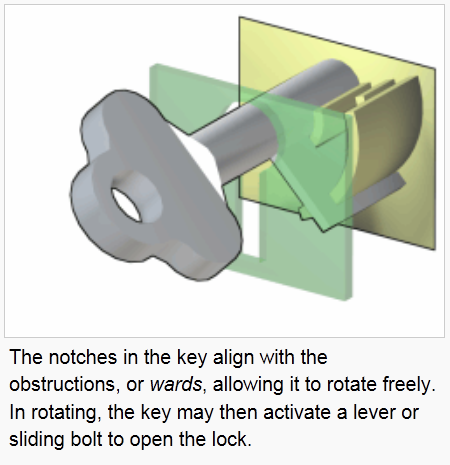 The notches in the key align with the
obstructions, or wards, allowing it to rotate freely.
In rotating, the key may then activate a lever or
sliding bolt to open the lock.